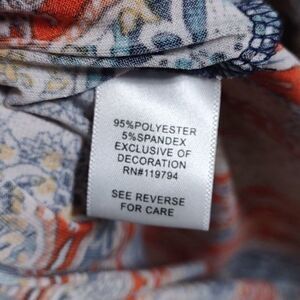 95%POLYESTER
5%SPANDEX
EXCLUSIVE OF
DECORATION
RN#119794
SEE REVERSE
FOR CARE